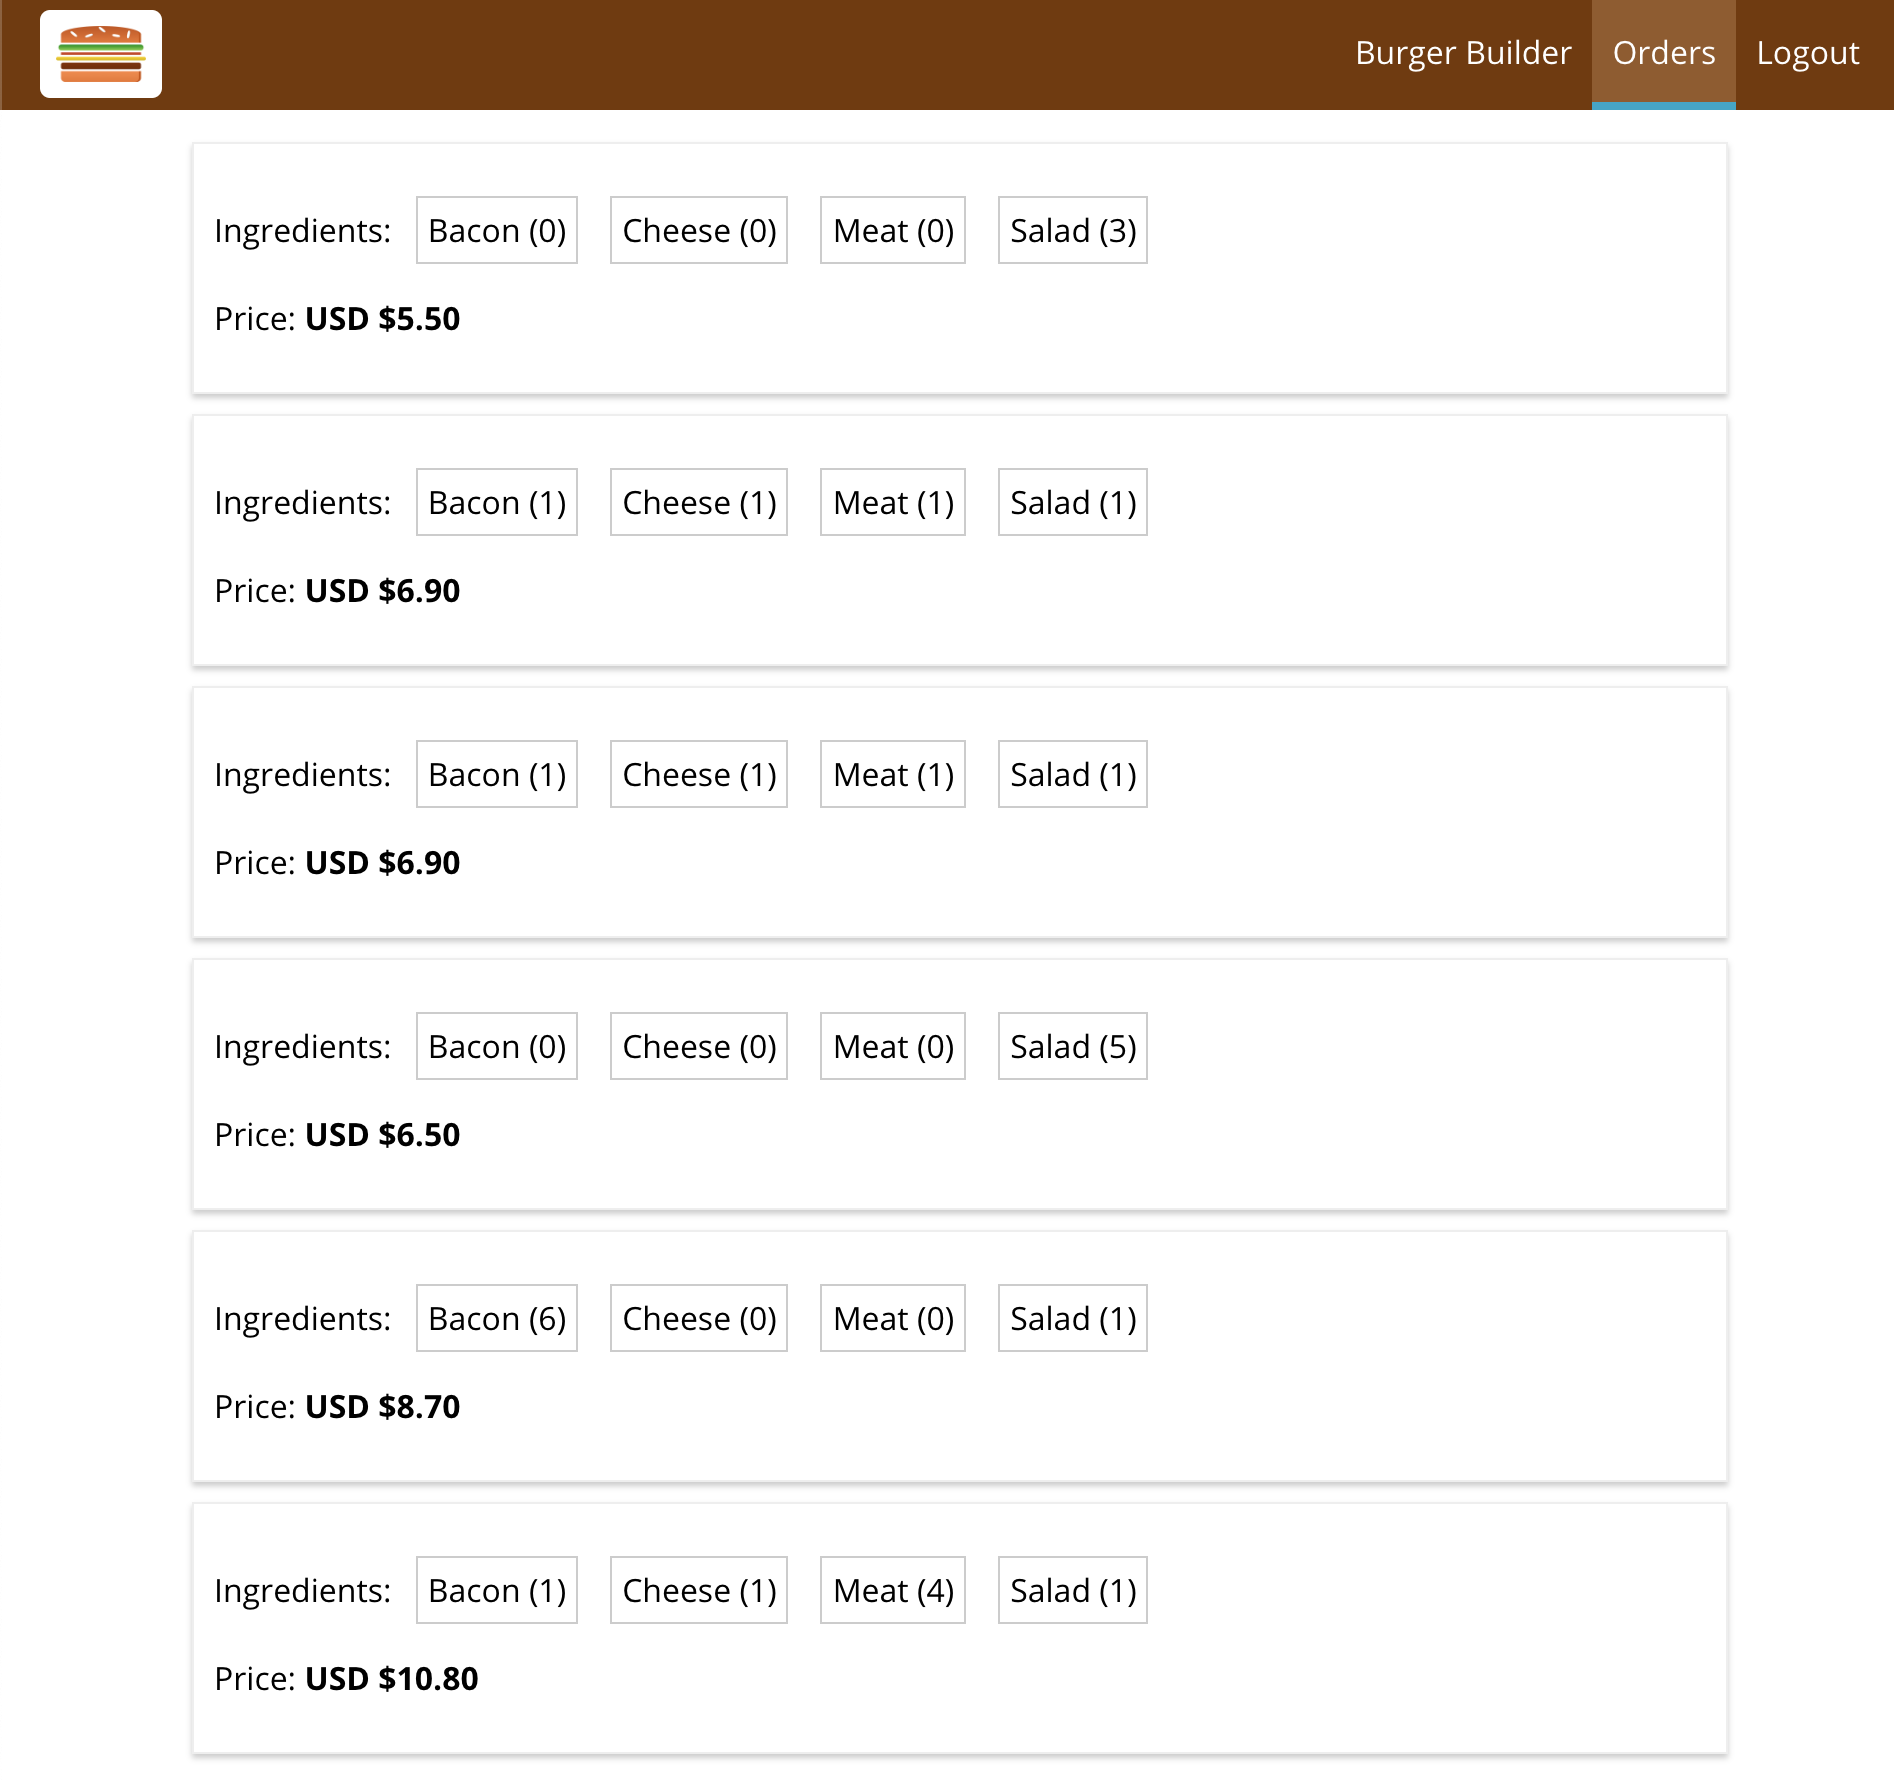 Burger Builder Orders Logout
Ingredients: Bacon (0) Cheese (0) Meat (0) Salad (3)
Price: USD $5.50
Ingredients: Bacon (1) Cheese (1) Meat (1) Salad (1)
Price: USD $6.90
Ingredients: Bacon (1) Cheese (1) Meat (1) Salad (1)
Price: USD $6.90
Ingredients: Bacon (0) Cheese (0) Meat (0) Salad (5)
Price: USD $6.50
Ingredients: Bacon (6) Cheese (0) Meat (0) Salad (1)
Price: USD $8.70
Ingredients: Bacon (1) Cheese (1) Meat (4) Salad (1)
Price: USD $10.80